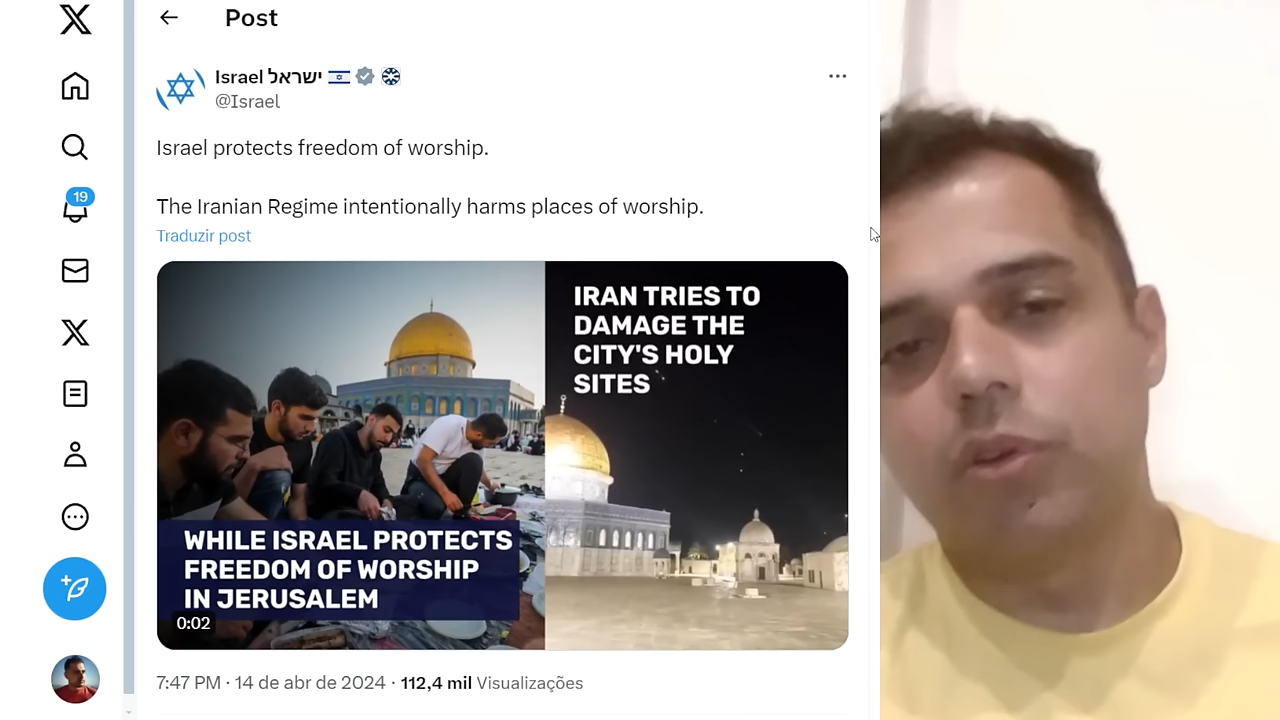 Post
Israel ישראל
@Israel
Israel protects freedom of worship.
The Iranian Regime intentionally harms places of worship.
Traduzir post
19
IRAN TRIES TO
DAMAGE THE
CITY'S HOLY
SITES
WHILE ISRAEL PROTECTS
FREEDOM OF WORSHIP
IN JERUSALEM
0:02
7:47 PM · 14 de abr de 2024 · 112,4 mil Visualizações